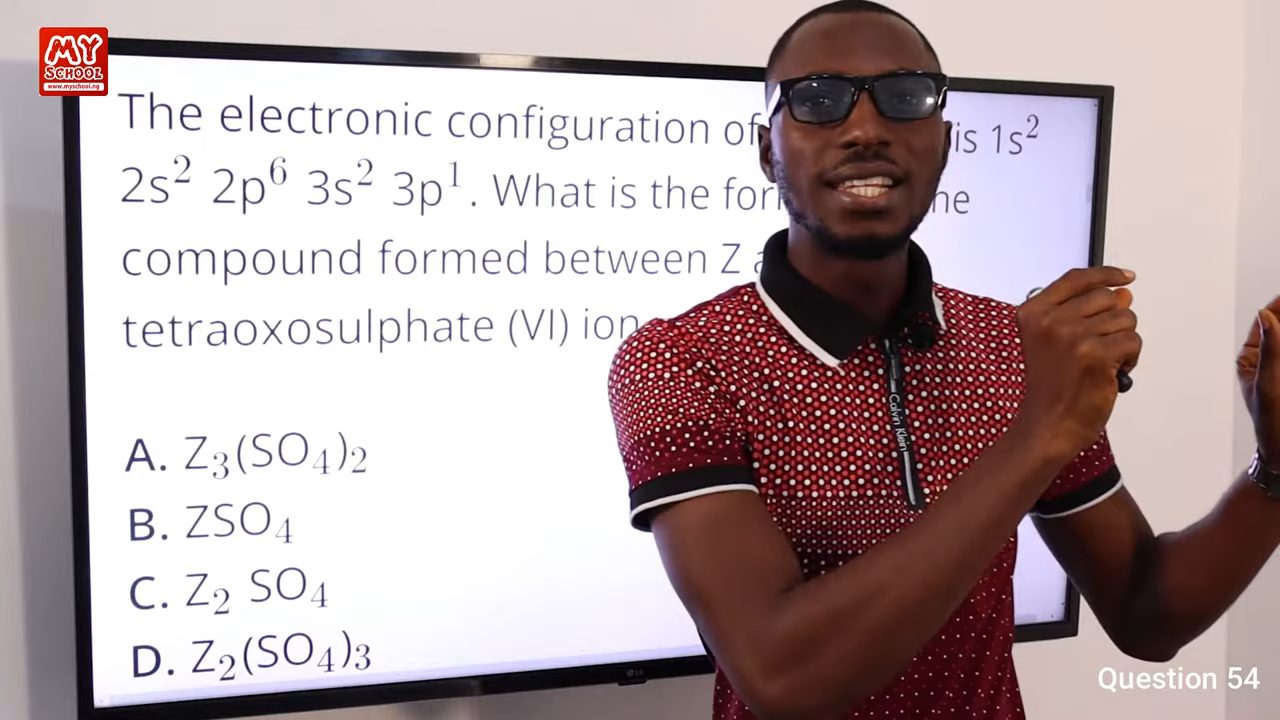 MY
SCHOOL
www.myschool.ng
The electronic configuration of is 1s²
2s² 2p⁶ 3s² 3p¹. What is the
compound formed between Z
tetraoxosulphate (VI) ion
A. Z₃(SO₄)₂
B. ZSO₄
C. Z₂ SO₄
D. Z₂(SO₄)₃
Calvin Klein
LG
Question 54